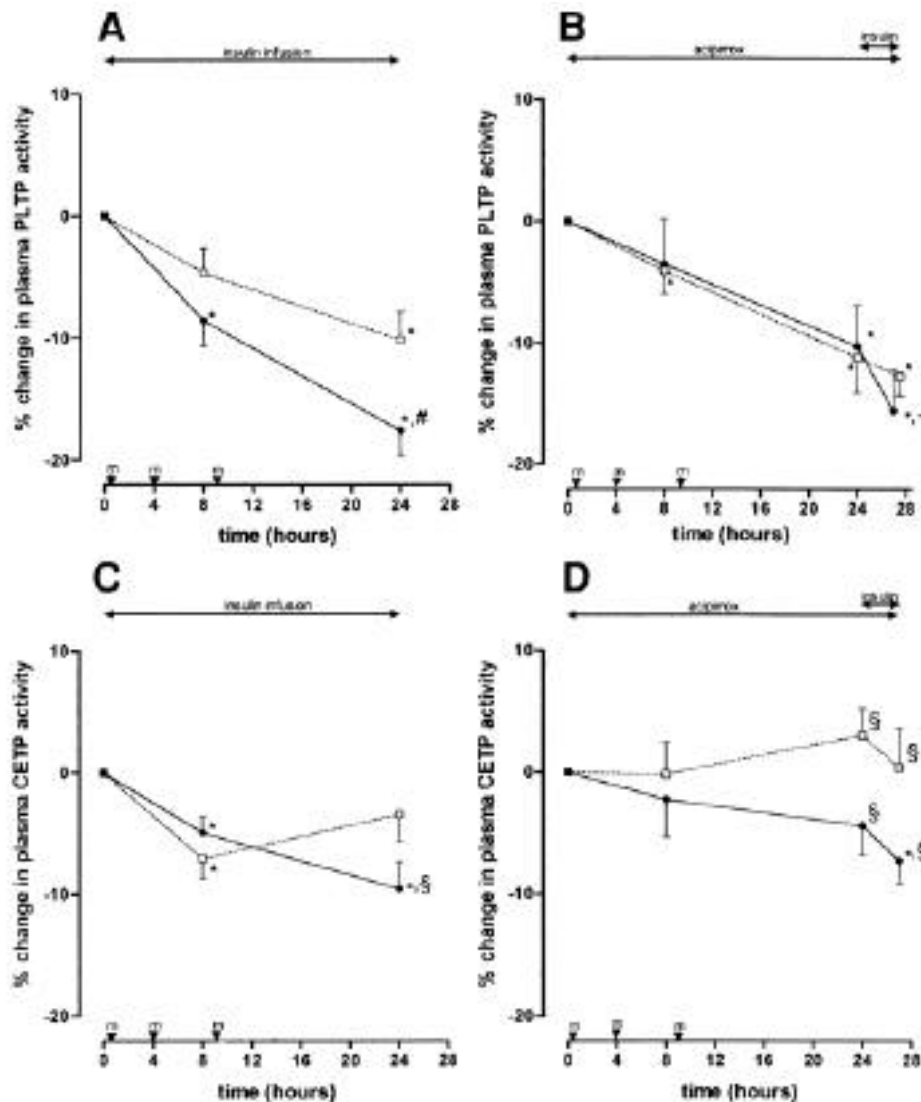 A
insulin infusion
10
0
-10
-20
% change in plasma PLTP activity
*
*
*,#
0 4 8 12 16 20 24 28
time (hours)
B
insulin
acipimox
10
0
-10
-20
% change in plasma PLTP activity
*
*
*
*
0 4 8 12 16 20 24 28
time (hours)
C
insulin infusion
10
0
-10
-20
% change in plasma CETP activity
*
*
*,§
0 4 8 12 16 20 24 28
time (hours)
D
insulin
acipimox
10
0
-10
-20
% change in plasma CETP activity
§
§
§
*,§
0 4 8 12 16 20 24 28
time (hours)